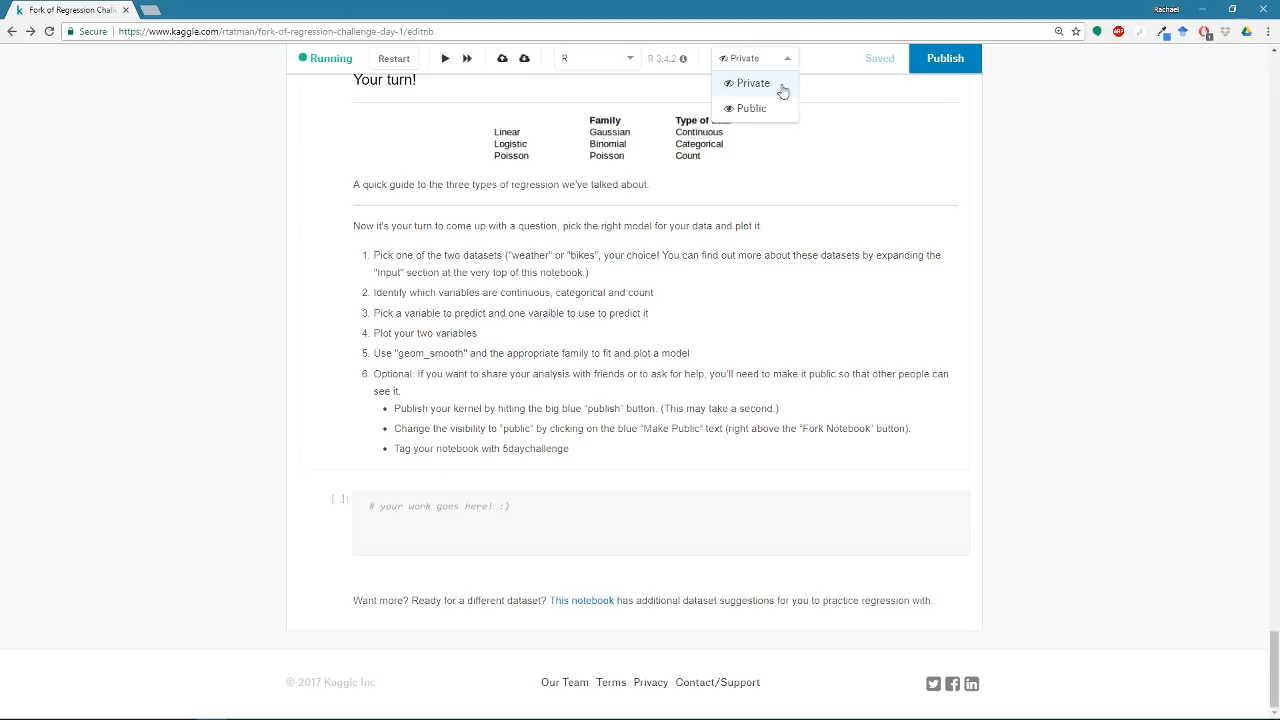 Fork of Regression Chall
Rachael
Secure
https://www.kaggle.com/rtatman/fork-of-regression-challenge-day-1/editnb
Running Restart R R 3.4.2 Private Saved Publish
Private
Public
Your turn!
Family Type of
Linear Gaussian Continuous
Logistic Binomial Categorical
Poisson Poisson Count
A quick guide to the three types of regression we've talked about.
Now it's your turn to come up with a question, pick the right model for your data and plot it.
1. Pick one of the two datasets ("weather" or "bikes", your choice! You can find out more about these datasets by expanding the
"Input" section at the very top of this notebook.)
2. Identify which variables are continuous, categorical and count
3. Pick a variable to predict and one varaible to use to predict it
4. Plot your two variables
5. Use "geom_smooth" and the appropriate family to fit and plot a model
6. Optional: If you want to share your analysis with friends or to ask for help, you'll need to make it public so that other people can
see it.
• Publish your kernel by hitting the big blue "publish" button. (This may take a second.)
• Change the visibility to "public" by clicking on the blue "Make Public" text (right above the "Fork Notebook" button).
• Tag your notebook with 5daychallenge
[ ]:
# your work goes here! :)
Want more? Ready for a different dataset? This notebook has additional dataset suggestions for you to practice regression with.
© 2017 Kaggle Inc
Our Team Terms Privacy Contact/Support